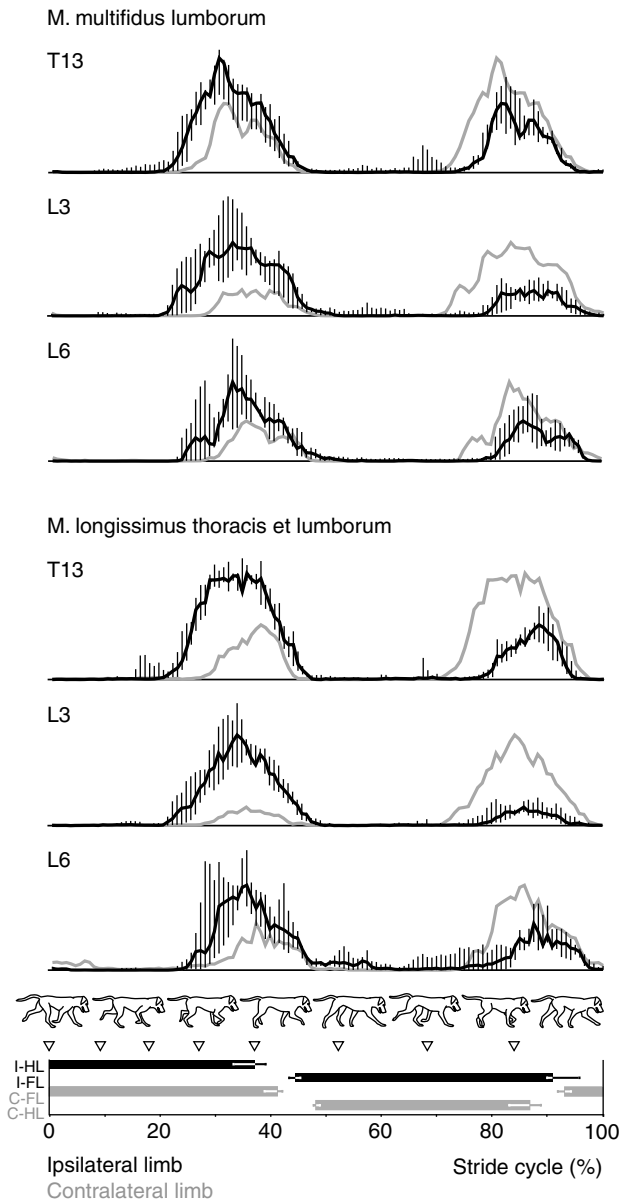 M. multifidus lumborum
T13
L3
L6
M. longissimus thoracis et lumborum
T13
L3
L6
I-HL
I-FL
C-FL
C-HL
0 20 40 60 80 100
Ipsilateral limb Stride cycle (%)
Contralateral limb